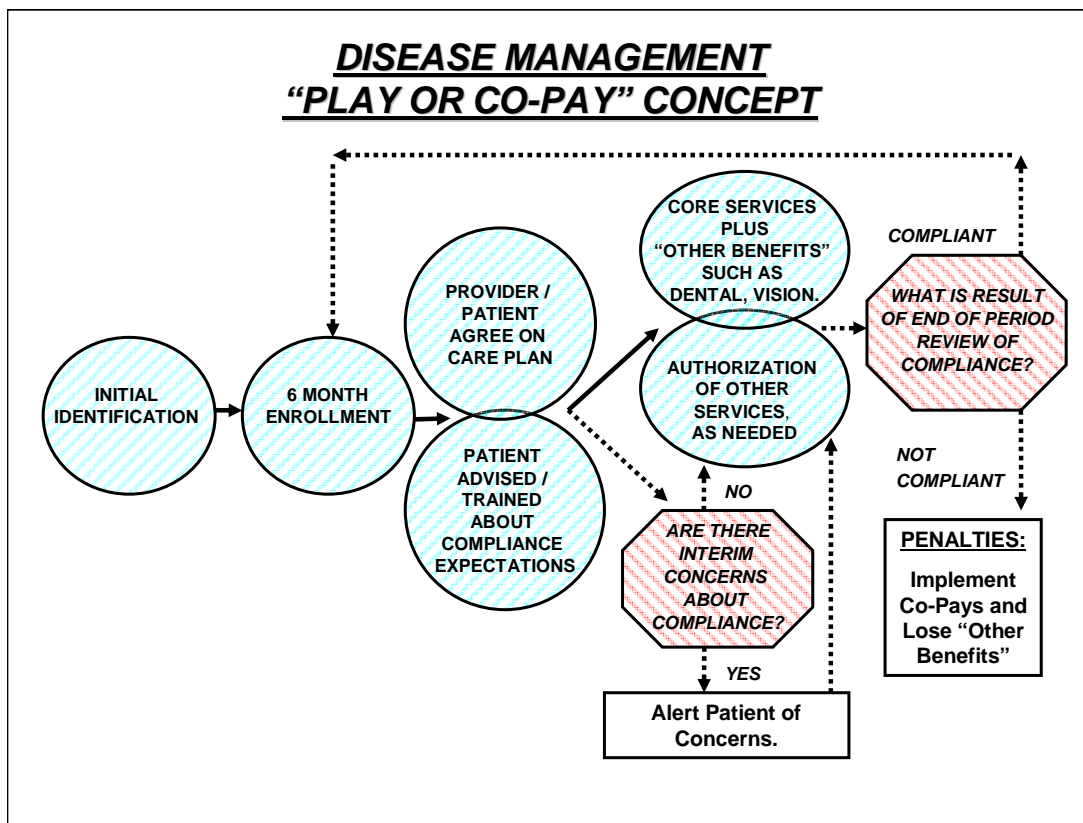 DISEASE MANAGEMENT
“PLAY OR CO-PAY” CONCEPT
INITIAL
IDENTIFICATION
6 MONTH
ENROLLMENT
PROVIDER /
PATIENT
AGREE ON
CARE PLAN
PATIENT
ADVISED /
TRAINED
ABOUT
COMPLIANCE
EXPECTATIONS
CORE SERVICES
PLUS
“OTHER BENEFITS”
SUCH AS
DENTAL, VISION.
AUTHORIZATION
OF OTHER
SERVICES,
AS NEEDED
NO
ARE THERE
INTERIM
CONCERNS
ABOUT
COMPLIANCE?
YES
Alert Patient of
Concerns.
COMPLIANT
WHAT IS RESULT
OF END OF PERIOD
REVIEW OF
COMPLIANCE?
NOT
COMPLIANT
PENALTIES:
Implement
Co-Pays and
Lose “Other
Benefits”